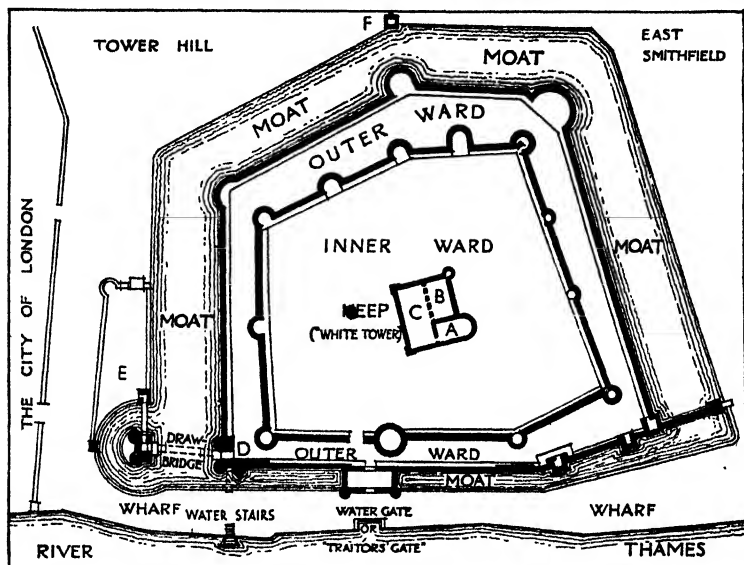 F
TOWER HILL
MOAT
EAST
SMITHFIELD
MOAT
OUTER WARD
THE CITY OF LONDON
INNER WARD
MOAT
MOAT
B
C
KEEP
A
("WHITE TOWER)
E
DRAW-
BRIDGE
D
OUTER WARD
MOAT
WHARF
WATER STAIRS
WATER GATE
OR
"TRAITORS' GATE"
WHARF
RIVER
THAMES